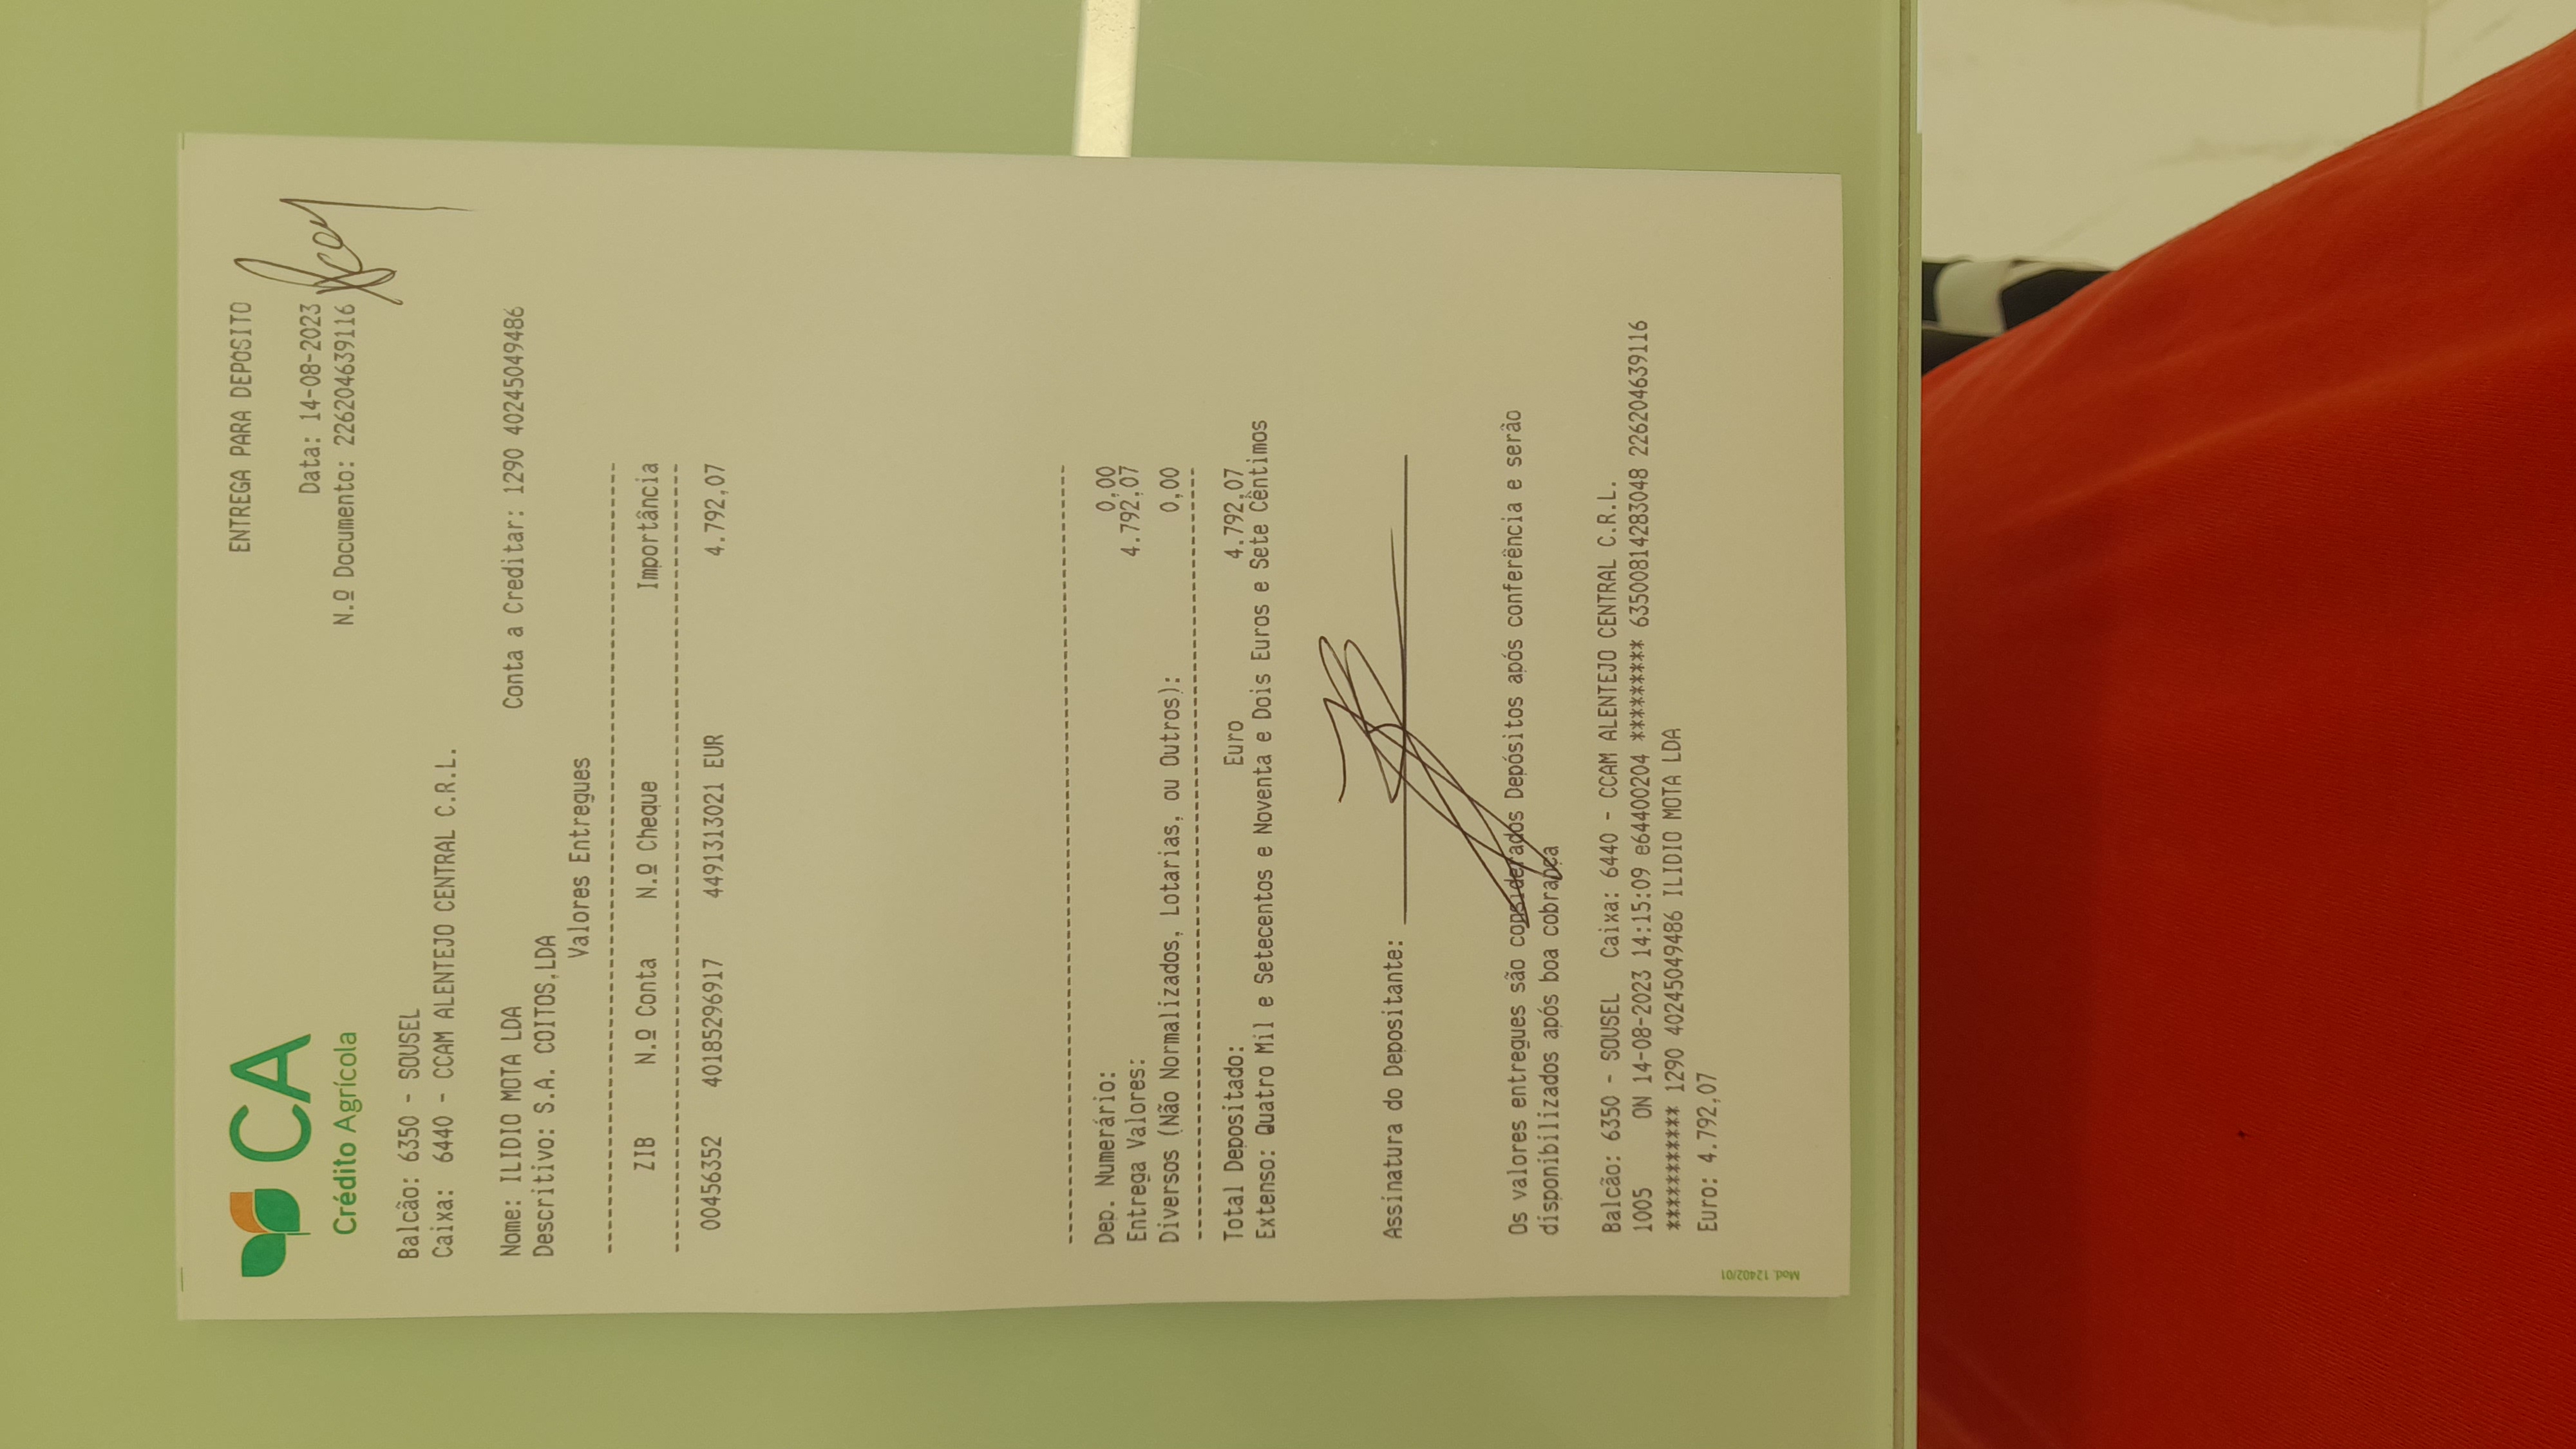 CA
Crédito Agrícola
ENTREGA PARA DEPOSITO
Data: 14-08-2023
N.º Documento: 226204639116
Balcão: 6350 - SOUSEL
Caixa: 6440 - CCAM ALENTEJO CENTRAL C.R.L.
Nome: ILIDIO MOTA LDA Conta a Creditar: 1290 40245049486
Descritivo: S.A. COITOS,LDA
Valores Entregues
ZIB N.º Conta N.º Cheque Importância
00456352 40185296917 4491313021 EUR 4.792,07
Dep. Numerário: 0,00
Entrega Valores: 4.792,07
Diversos (Não Normalizados, Lotarias, ou Outros): 0,00
Total Depositado: Euro 4.792,07
Extenso: Quatro Mil e Setecentos e Noventa e Dois Euros e Sete Cêntimos
Assinatura do Depositante:
Os valores entregues são considerados Depósitos após conferência e serão
disponibilizados após boa cobrança
Balcão: 6350 - SOUSEL Caixa: 6440 - CCAM ALENTEJO CENTRAL C.R.L.
1005 ON 14-08-2023 14:15:09 e64400204 ******** 63500814283048 226204639116
*********** 1290 40245049486 ILIDIO MOTA LDA
Euro: 4.792,07
Mod. 12402/01